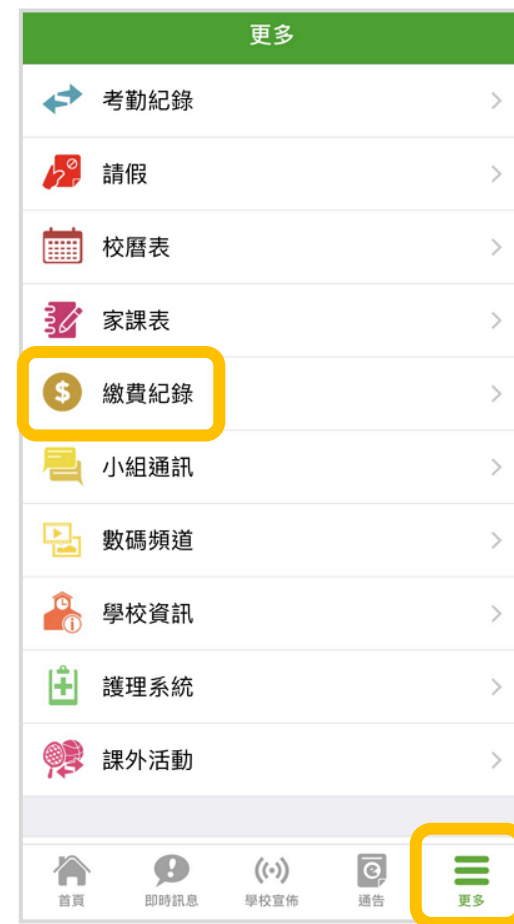 更多
考勤紀錄
請假
校曆表
家課表
$ 繳費紀錄
小組通訊
數碼頻道
學校資訊
護理系統
課外活動
首頁 即時訊息 學校宣佈 通告 更多